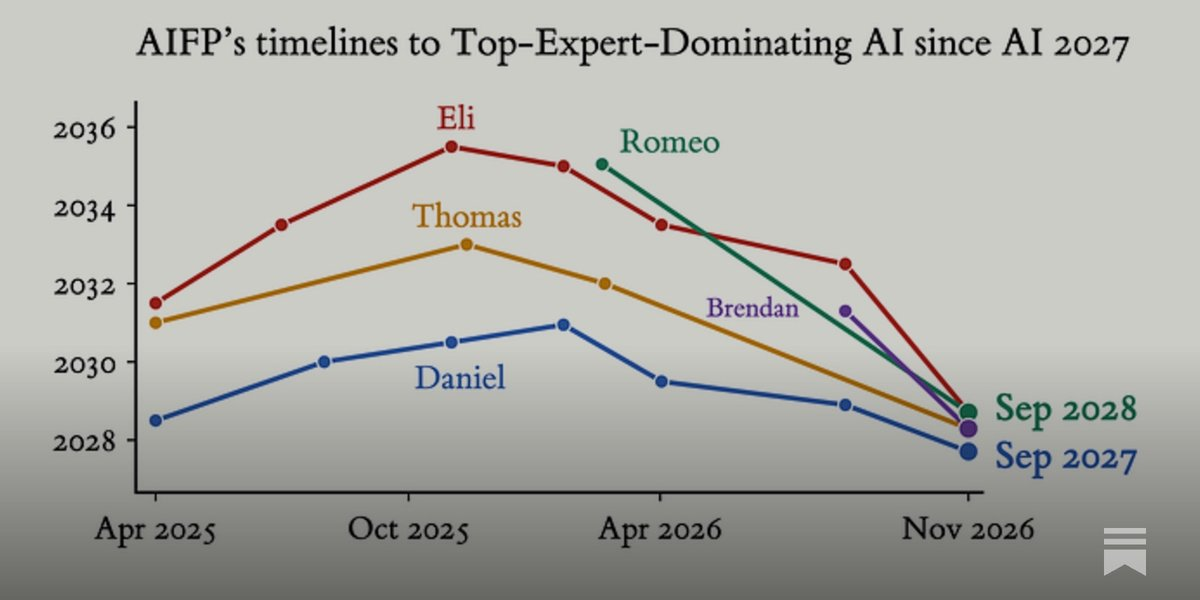 AIFP's timelines to Top-Expert-Dominating AI since AI 2027
Eli
2036
Romeo
2034
Thomas
2032
Brendan
2030
Daniel
Sep 2028
2028
Sep 2027
Apr 2025
Oct 2025
Apr 2026
Nov 2026